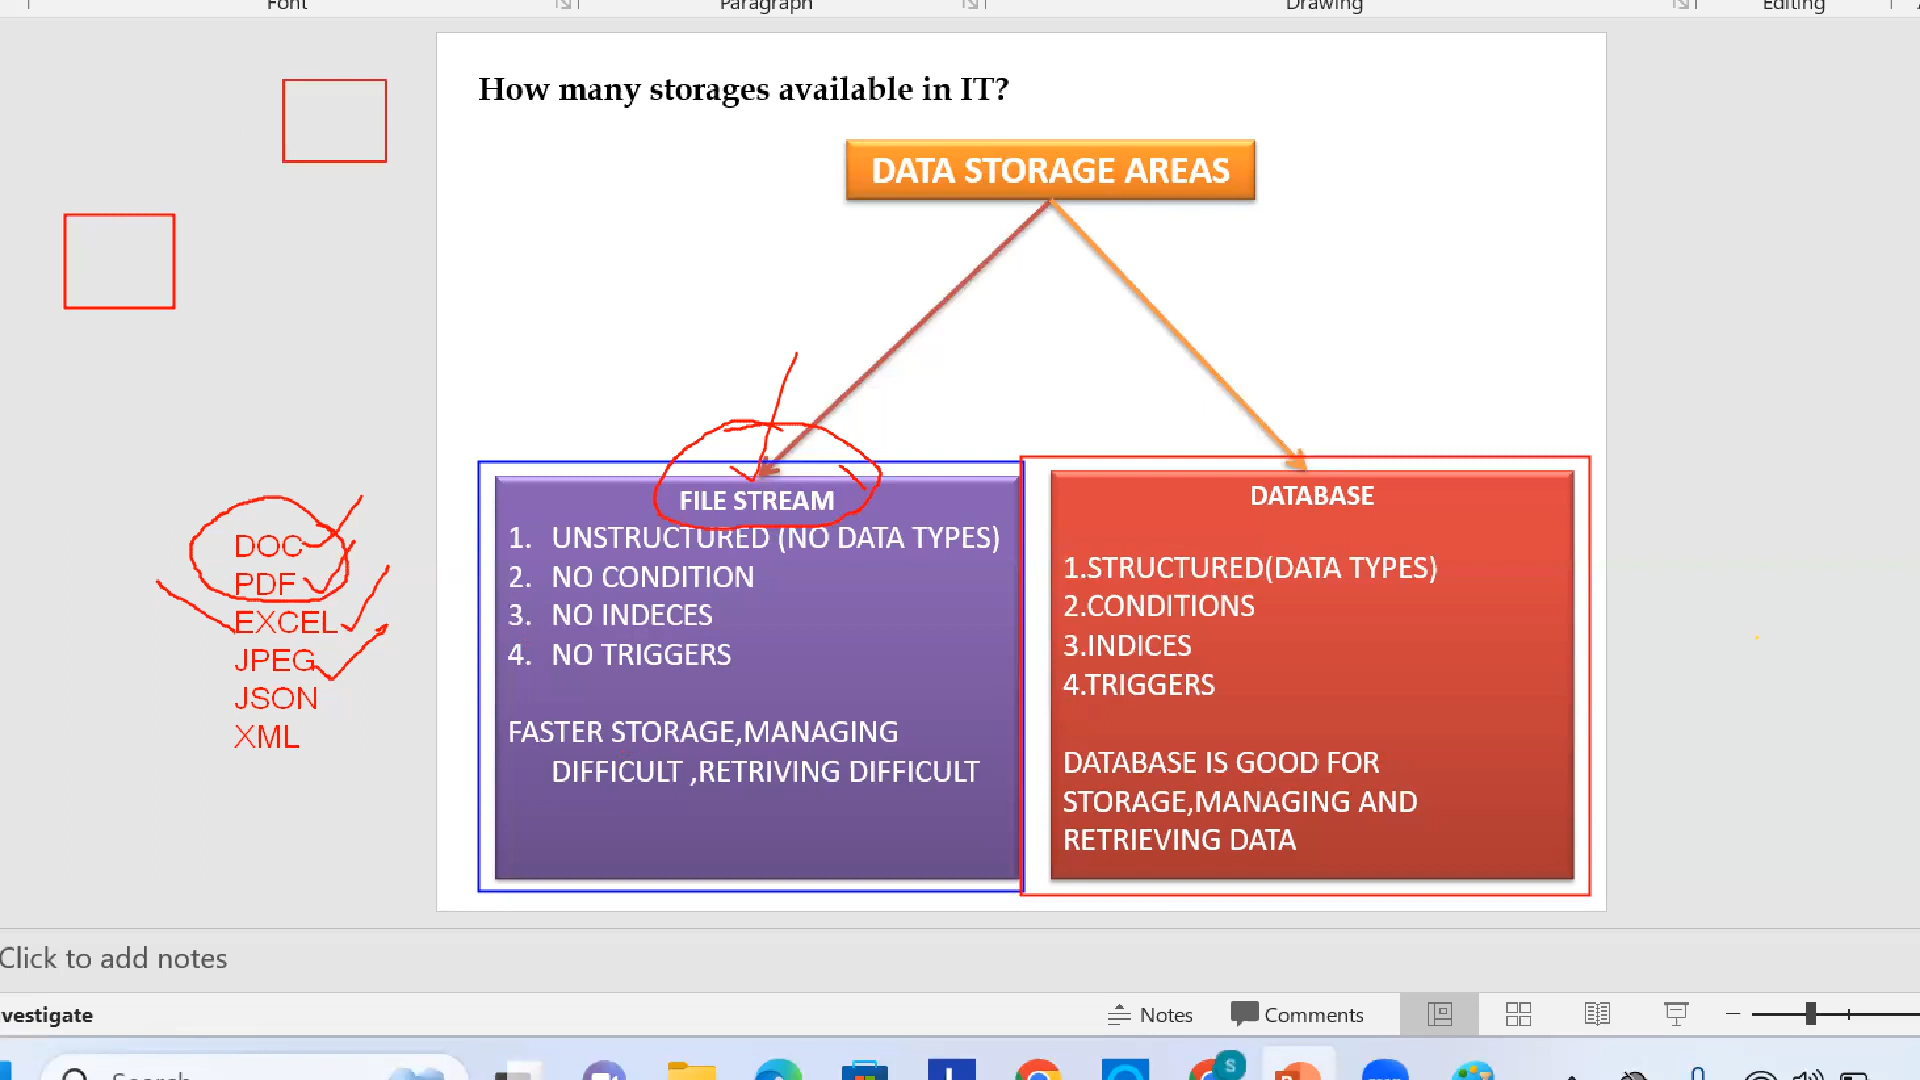 Font
Paragraph
Drawing
Editing
How many storages available in IT?
DATA STORAGE AREAS
FILE STREAM
1. UNSTRUCTURED (NO DATA TYPES)
2. NO CONDITION
3. NO INDECES
4. NO TRIGGERS
FASTER STORAGE,MANAGING
DIFFICULT ,RETRIVING DIFFICULT
DATABASE
1.STRUCTURED(DATA TYPES)
2.CONDITIONS
3.INDICES
4.TRIGGERS
DATABASE IS GOOD FOR
STORAGE,MANAGING AND
RETRIEVING DATA
DOC
PDF
EXCEL
JPEG
JSON
XML
Click to add notes
vestigate
Notes
Comments
Search
S